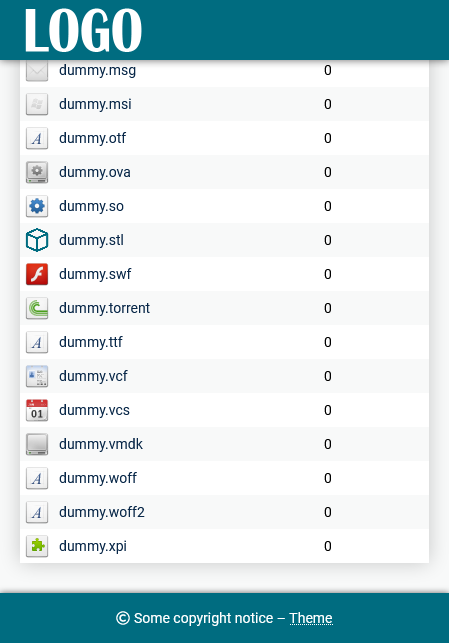 LOGO
dummy.msg 0
dummy.msi 0
dummy.otf 0
dummy.ova 0
dummy.so 0
dummy.stl 0
dummy.swf 0
dummy.torrent 0
dummy.ttf 0
dummy.vcf 0
01 dummy.vcs 0
dummy.vmdk 0
dummy.woff 0
dummy.woff2 0
dummy.xpi 0
© Some copyright notice – Theme